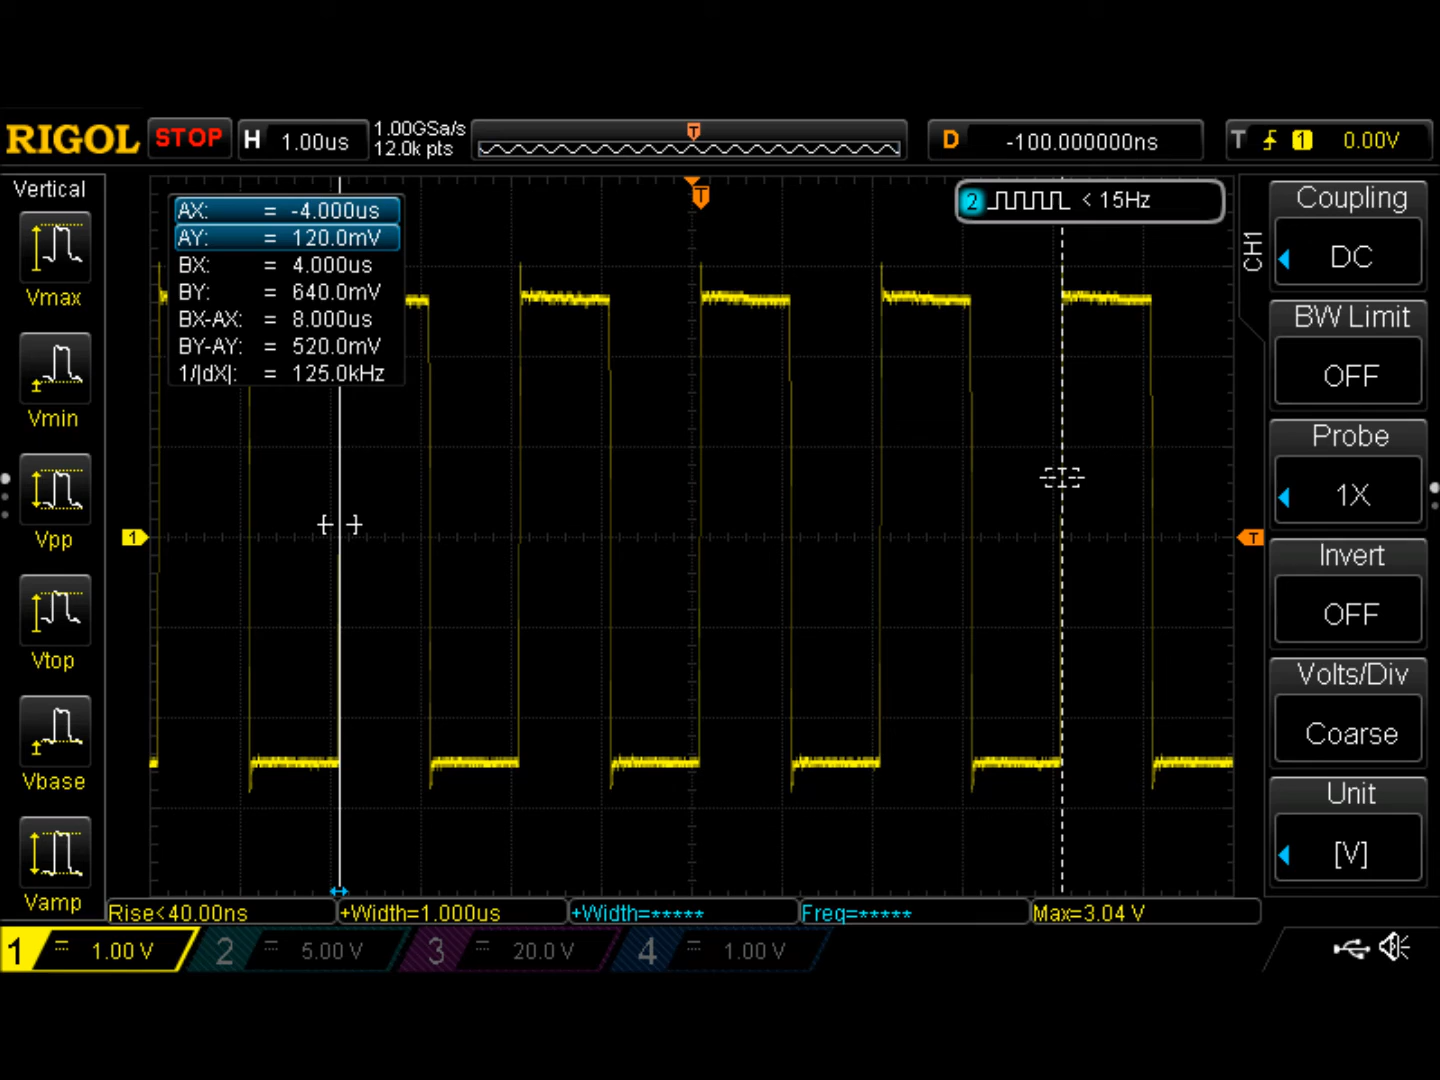 RIGOL STOP H 1.00us 1.00GSa/s 12.0k pts T D -100.000000ns T 1 0.00V
Vertical
Vmax
Vmin
Vpp
Vtop
Vbase
Vamp
AX: = -4.000us
AY: = 120.0mV
BX: = 4.000us
BY: = 640.0mV
BX-AX: = 8.000us
BY-AY: = 520.0mV
1/|dX|: = 125.0kHz
T
2 < 15Hz
1
T
CH1
Coupling
DC
BW Limit
OFF
Probe
1X
Invert
OFF
Volts/Div
Coarse
Unit
[V]
Rise<40.00ns +Width=1.000us +Width=***** Freq=***** Max=3.04 V
1 1.00 V 2 5.00 V 3 20.0 V 4 1.00 V